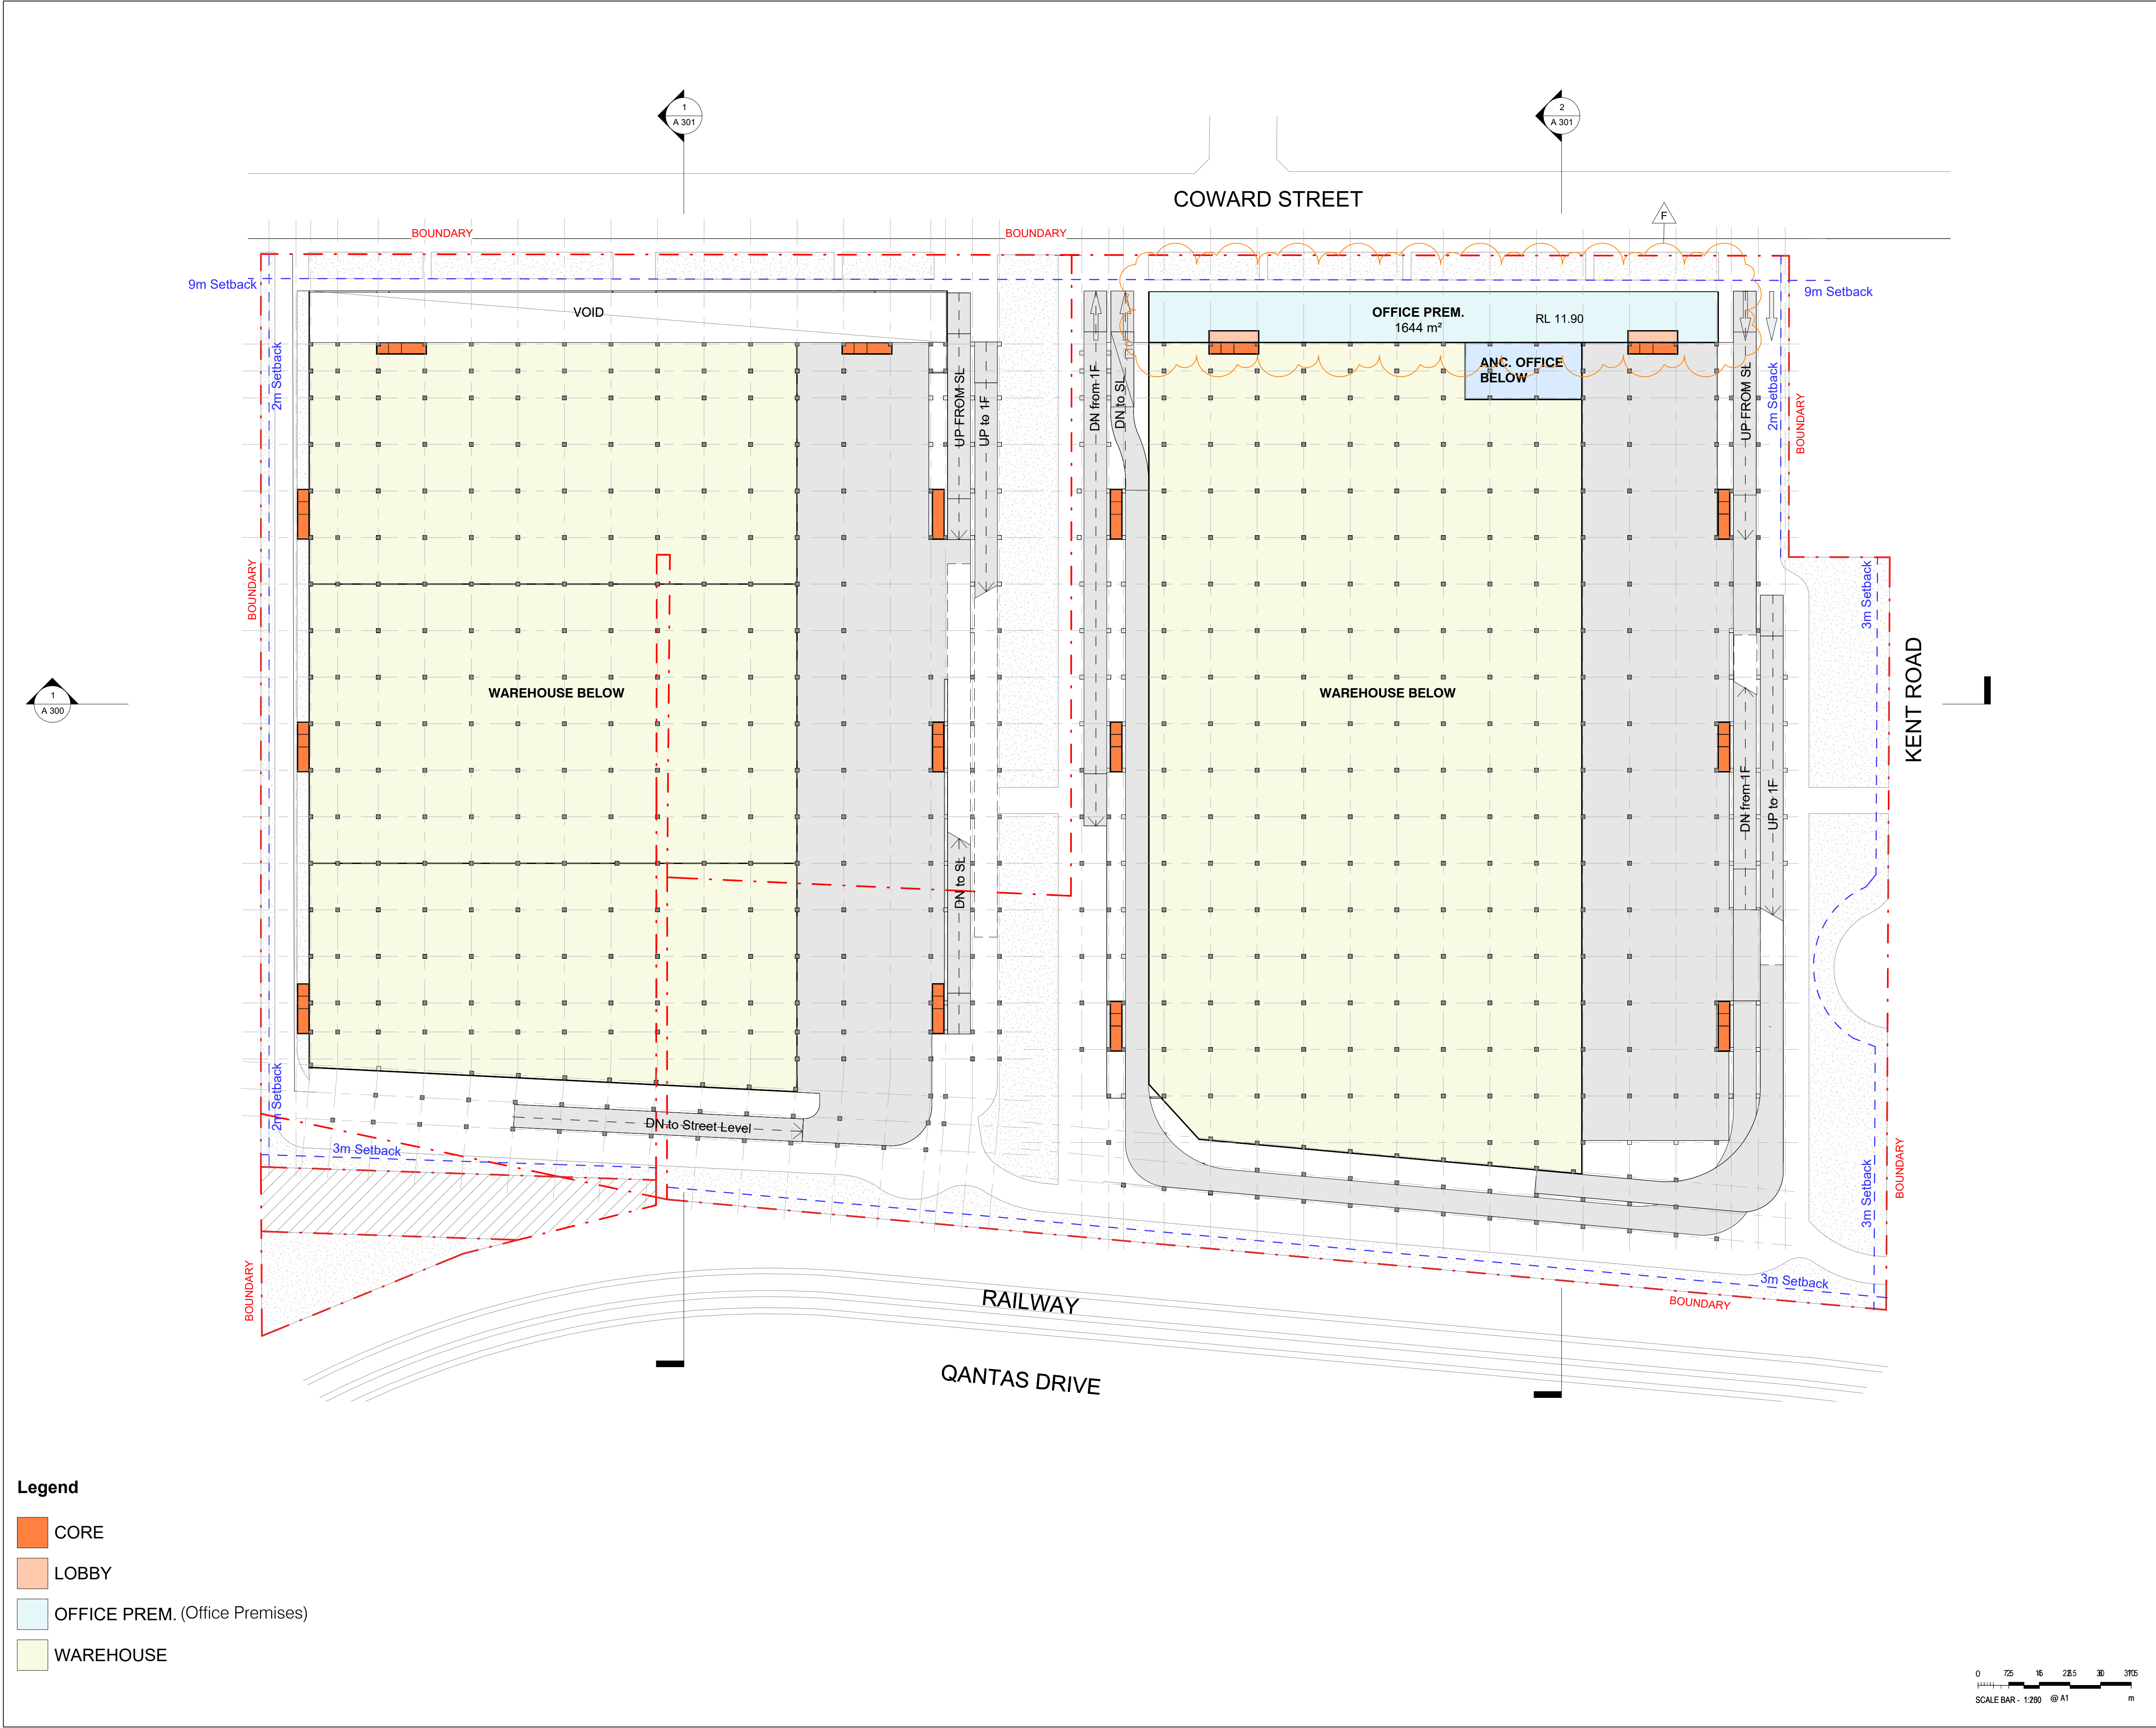 1
A 301
2
A 301
COWARD STREET
F
BOUNDARY
BOUNDARY
9m Setback
9m Setback
VOID
OFFICE PREM.
1644 m²
RL 11.90
ANC. OFFICE
BELOW
2m Setback
UP FROM SL
UP to 1F
DN from 1F
DN to SL
UP FROM SL
2m Setback
BOUNDARY
BOUNDARY
3m Setback
KENT ROAD
1
A 300
WAREHOUSE BELOW
WAREHOUSE BELOW
DN from 1F
UP to 1F
DN to SL
2m Setback
DN to Street Level
3m Setback
BOUNDARY
3m Setback
BOUNDARY
3m Setback
BOUNDARY
RAILWAY
QANTAS DRIVE
Legend
CORE
LOBBY
OFFICE PREM. (Office Premises)
WAREHOUSE
0
SCALE BAR - @ A1 m